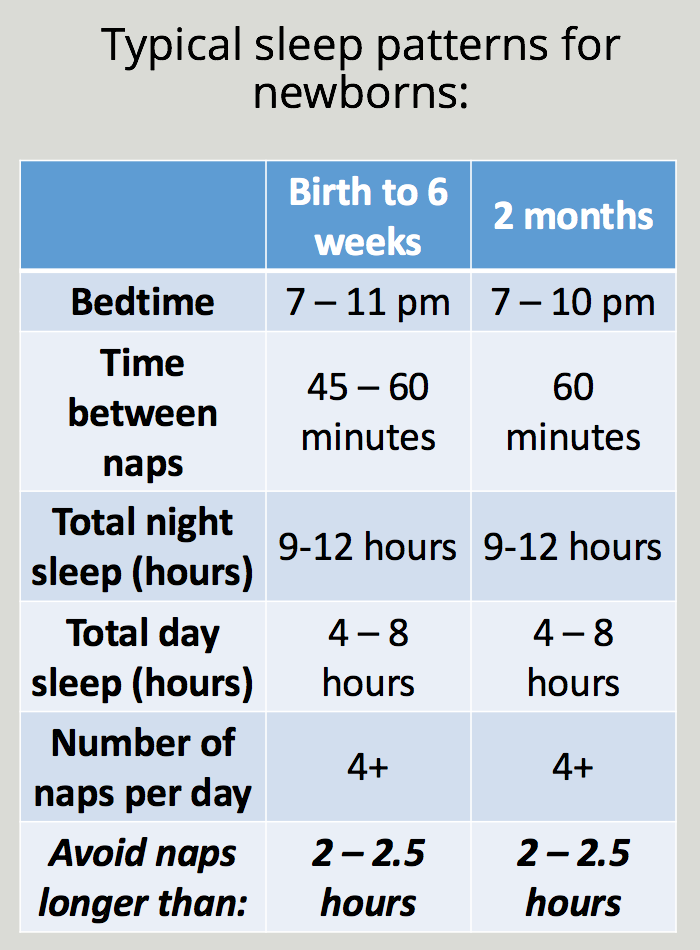 Typical sleep patterns for
newborns:
Birth to 6
weeks
2 months
Bedtime
7 – 11 pm
7 – 10 pm
Time
between
naps
45 – 60
minutes
60
minutes
Total night
sleep (hours)
9-12 hours
9-12 hours
Total day
sleep (hours)
4 – 8
hours
4 – 8
hours
Number of
naps per day
4+
4+
Avoid naps
longer than:
2 – 2.5
hours
2 – 2.5
hours